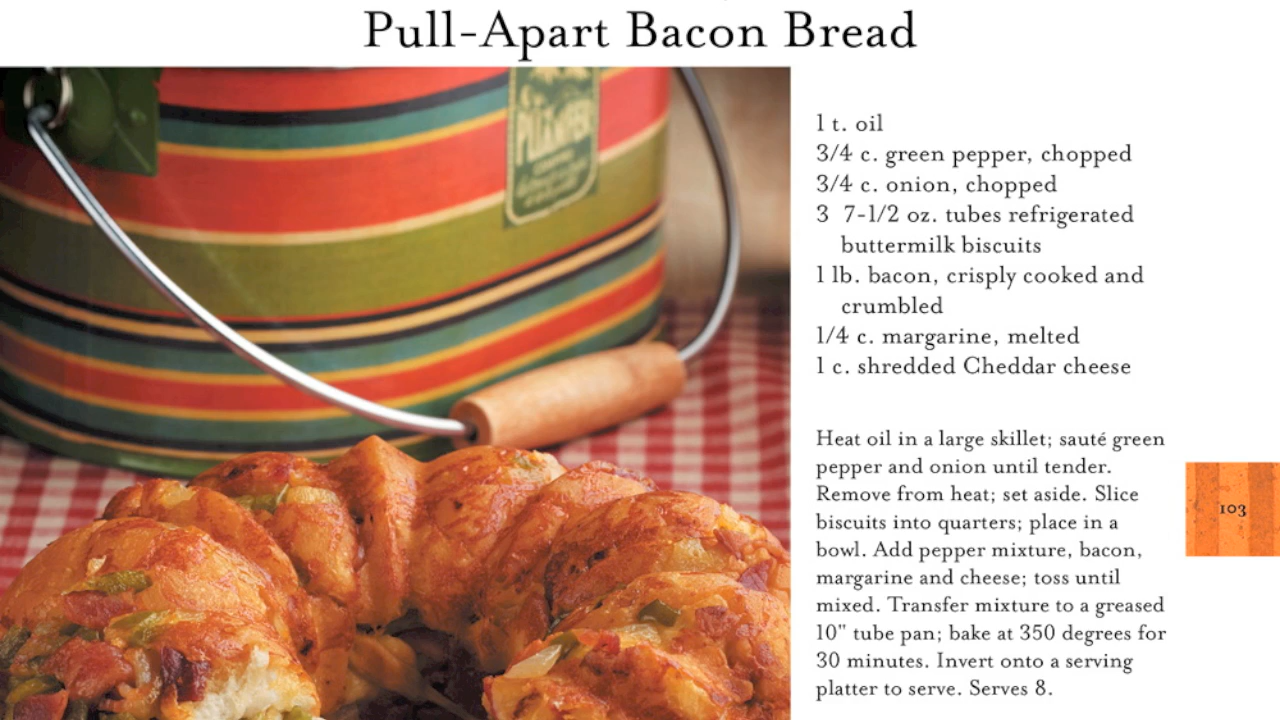 Pull-Apart Bacon Bread
PLANTER
1 t. oil
3/4 c. green pepper, chopped
3/4 c. onion, chopped
3  7-1/2 oz. tubes refrigerated
buttermilk biscuits
1 lb. bacon, crisply cooked and
crumbled
1/4 c. margarine, melted
1 c. shredded Cheddar cheese
Heat oil in a large skillet; sauté green
pepper and onion until tender.
Remove from heat; set aside. Slice
biscuits into quarters; place in a
bowl. Add pepper mixture, bacon,
margarine and cheese; toss until
mixed. Transfer mixture to a greased
10" tube pan; bake at 350 degrees for
30 minutes. Invert onto a serving
platter to serve. Serves 8.
103